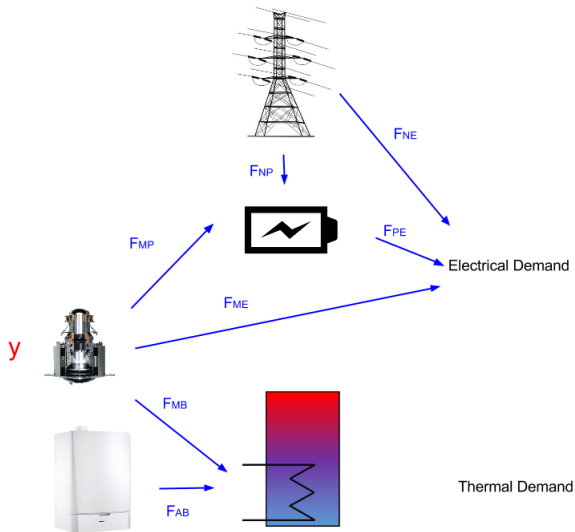 FNE
FNP
FMP
FPE
Electrical Demand
FME
y
FMB
FAB
Thermal Demand